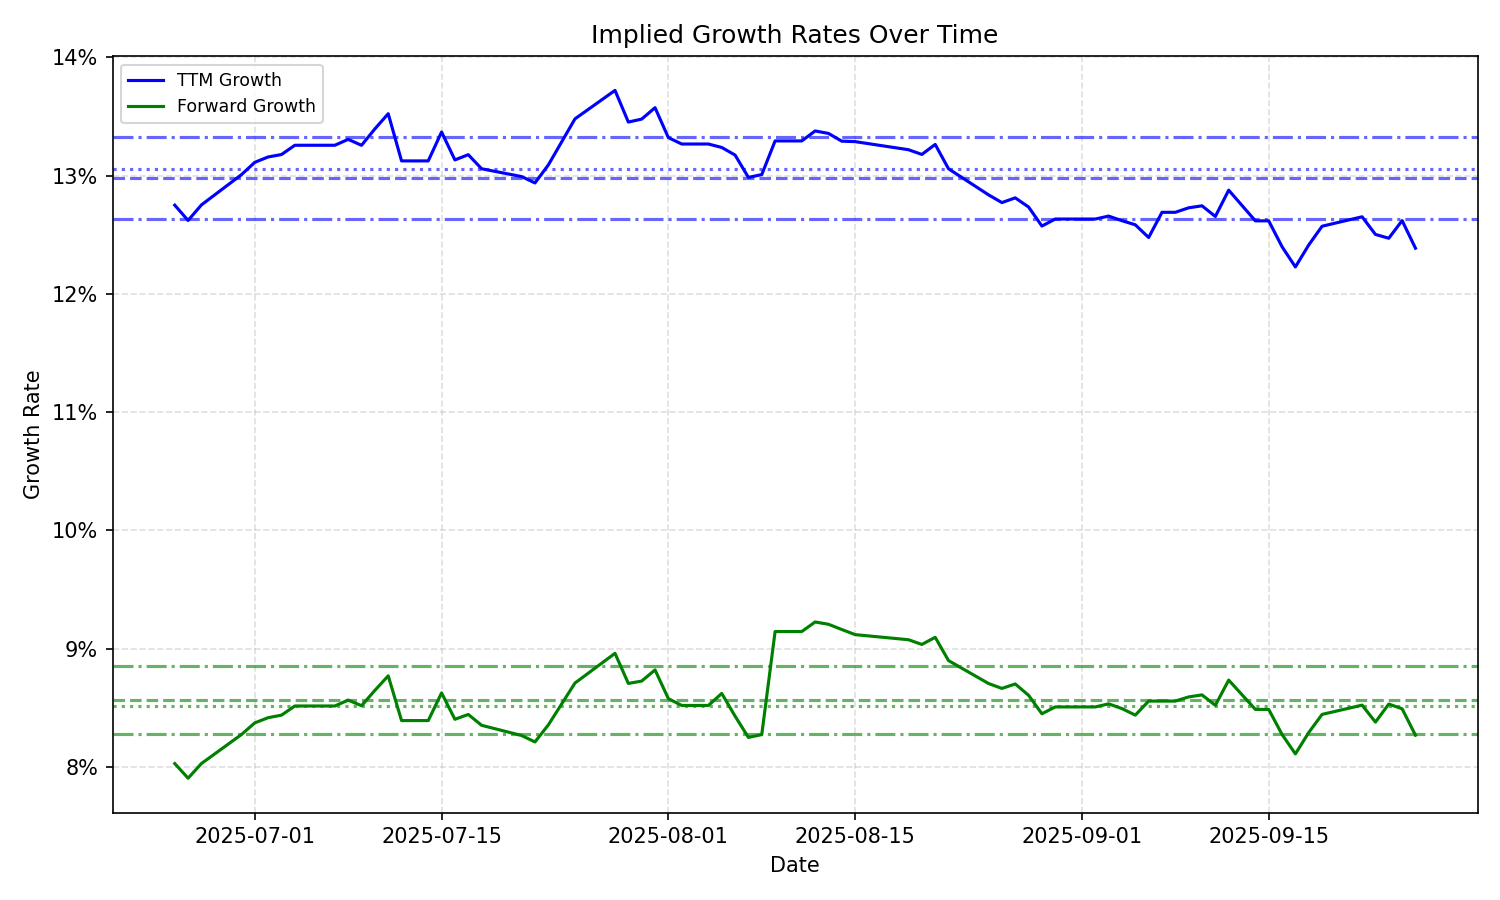 Implied Growth Rates Over Time
TTM Growth
Forward Growth
Growth Rate
14%
13%
12%
11%
10%
9%
8%
2025-07-01
2025-07-15
2025-08-01
2025-08-15
2025-09-01
2025-09-15
Date